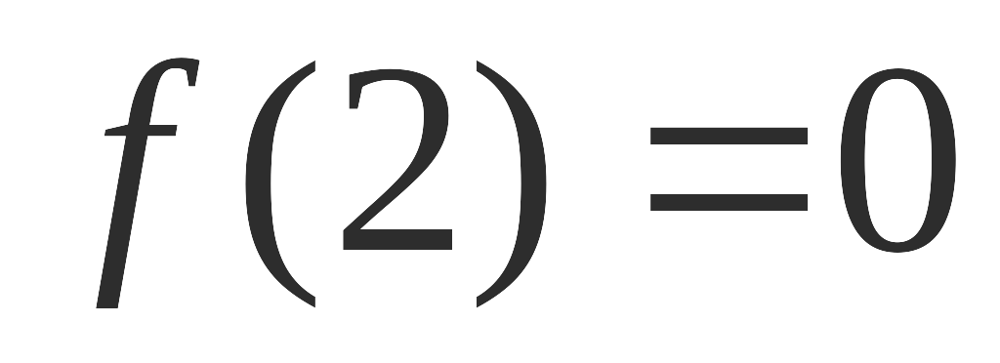 f (2) =0